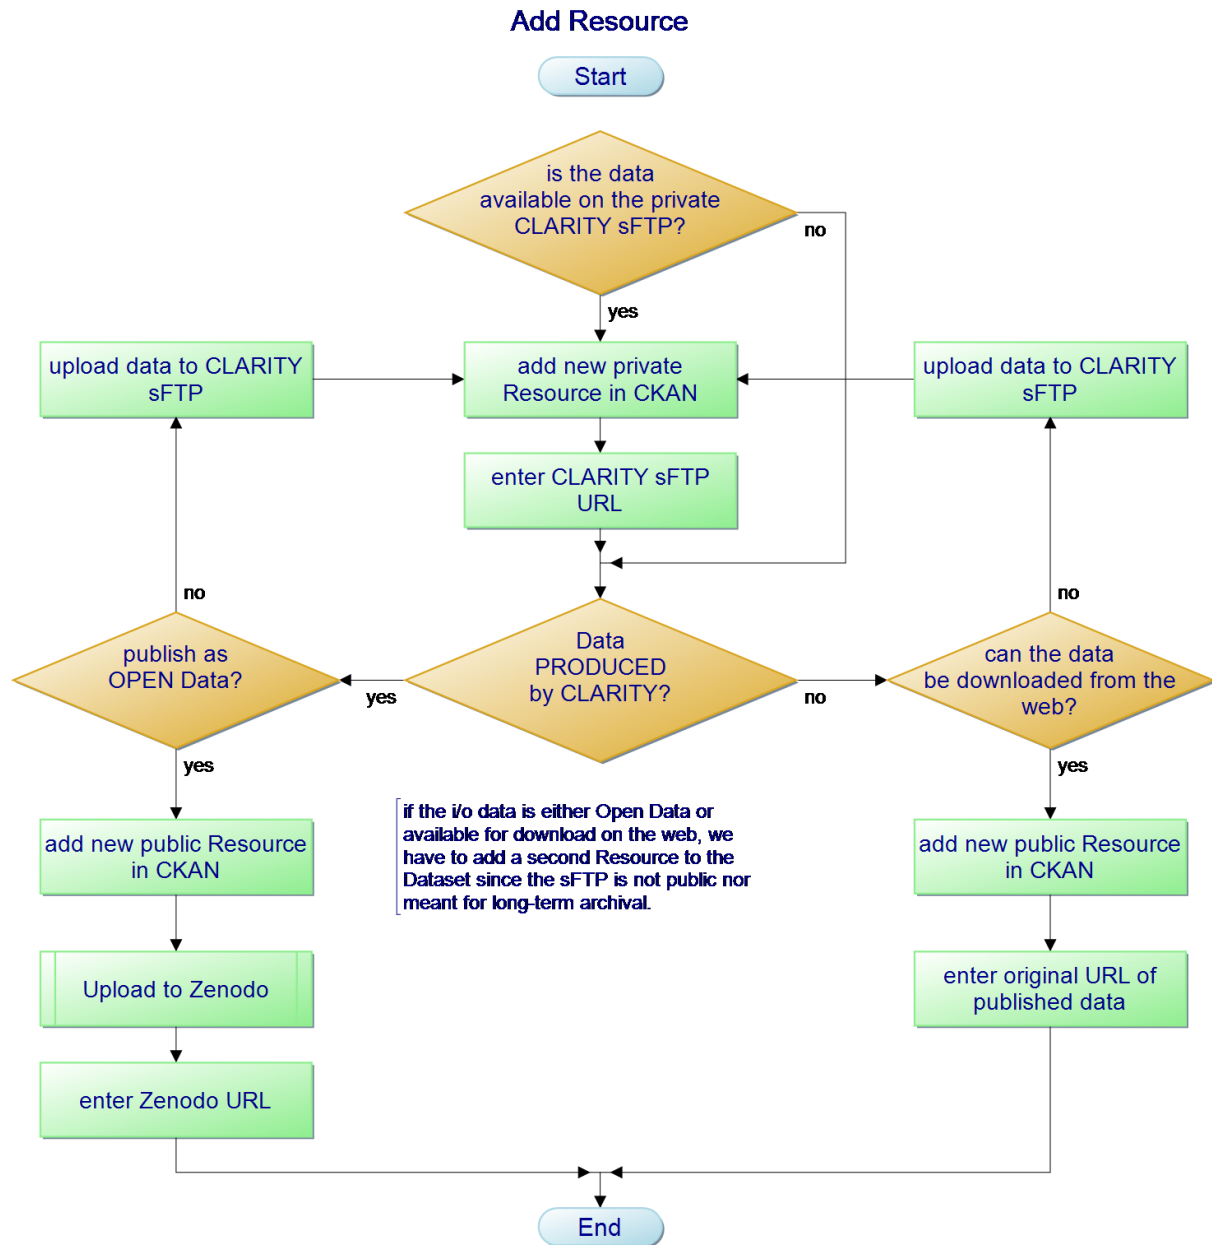 Add Resource
Start
is the data
available on the private
CLARITY sFTP?
no
yes
upload data to CLARITY
sFTP
add new private
Resource in CKAN
upload data to CLARITY
sFTP
enter CLARITY sFTP
URL
no
no
publish as
OPEN Data?
Data
PRODUCED
by CLARITY?
can the data
be downloaded from the
web?
yes
no
yes
yes
if the i/o data is either Open Data or
available for download on the web, we
have to add a second Resource to the
Dataset since the sFTP is not public nor
meant for long-term archival.
add new public Resource
in CKAN
add new public Resource
in CKAN
Upload to Zenodo
enter original URL of
published data
enter Zenodo URL
End